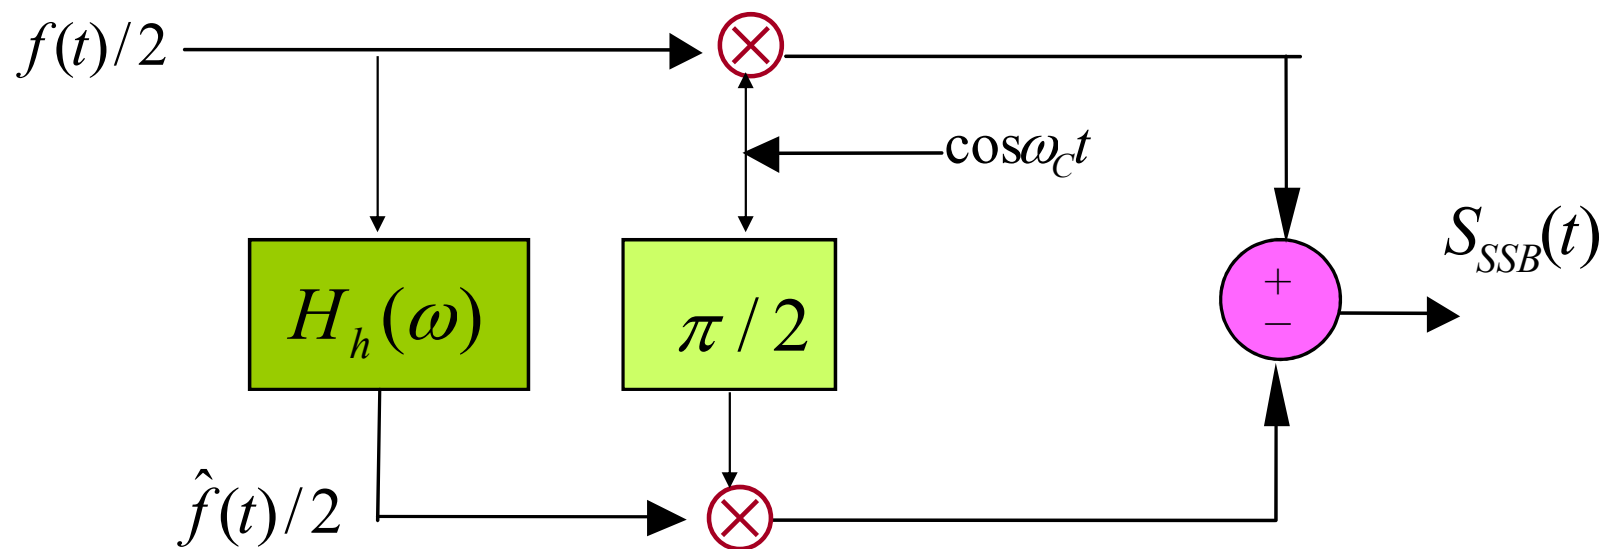 f(t)/2
cosω_C t
S_SSB(t)
+
−
H_h(ω)
π/2
f̂(t)/2